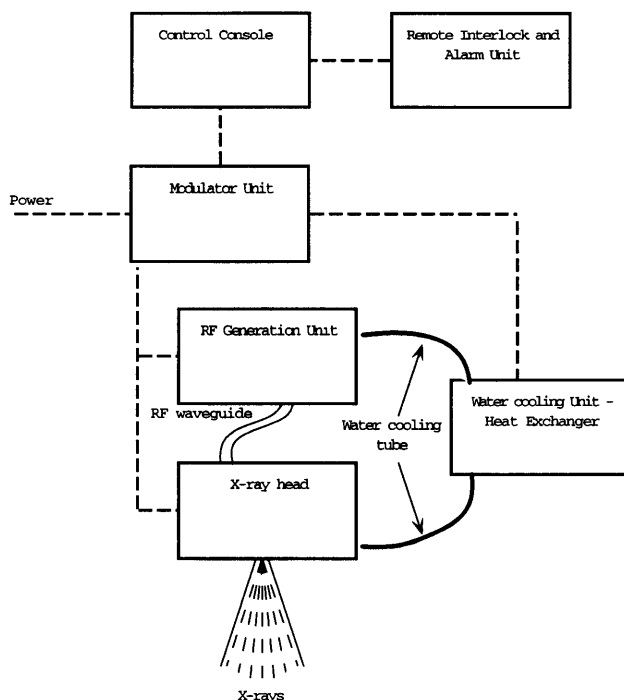 Control Console
Remote Interlock and
Alarm Unit
Modulator Unit
Power
RF Generation Unit
RF waveguide
Water cooling
tube
Water cooling Unit -
Heat Exchanger
X-ray head
X-rays